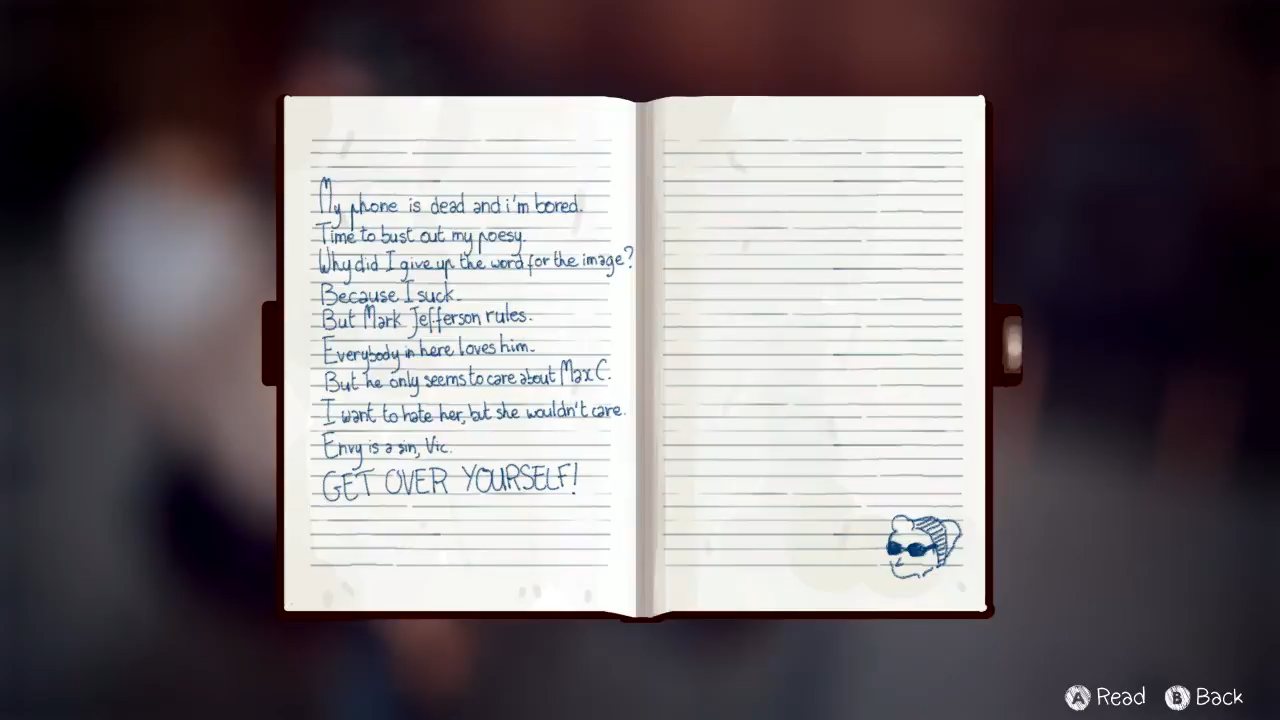 My phone is dead and i'm bored.
Time to bust out my poesy.
Why did I give up the word for the image?
Because I suck.
But Mark Jefferson rules.
Everybody in here loves him.
But he only seems to care about Max C.
I want to hate her, but she wouldn't care.
Envy is a sin, Vic.
GET OVER YOURSELF!
A Read B Back